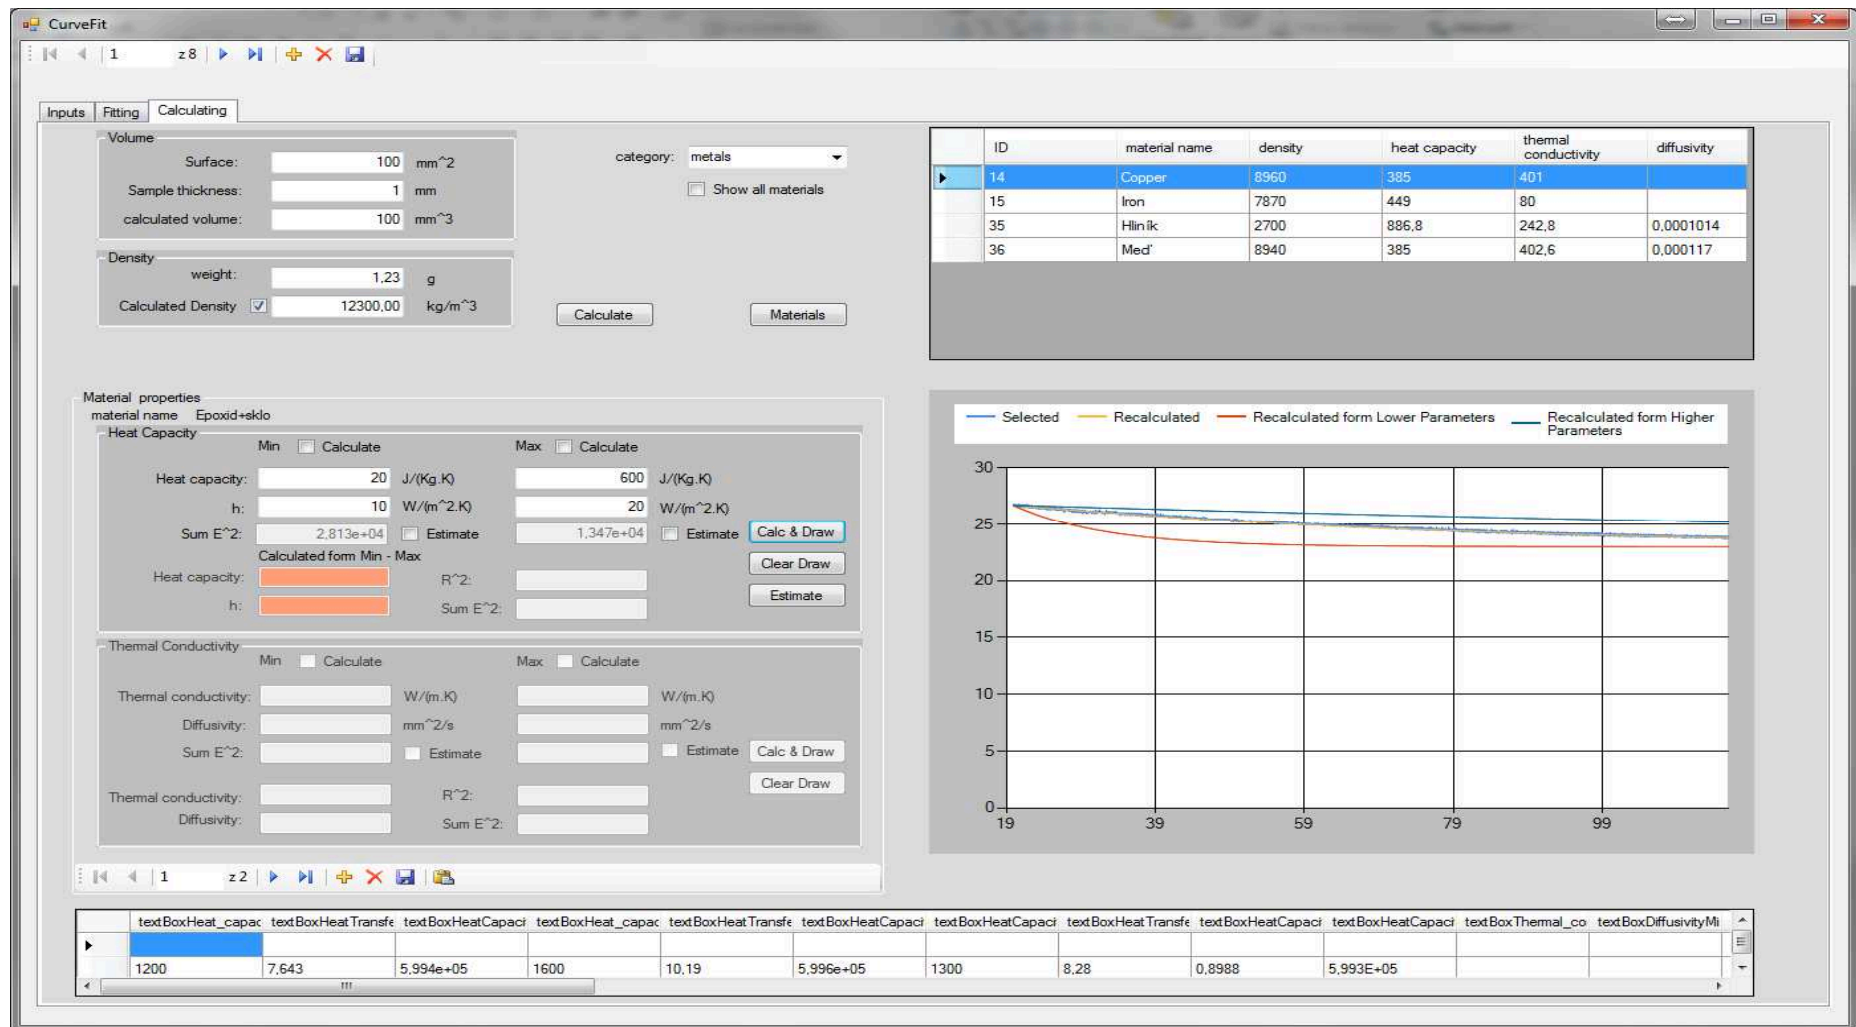 CurveFit
1 z 8
Inputs Fitting Calculating
Volume
Surface: 100 mm^2
Sample thickness: 1 mm
calculated volume: 100 mm^3
Density
weight: 1,23 g
Calculated Density 12300,00 kg/m^3
category: metals
Show all materials
Calculate Materials
ID material name density heat capacity thermal conductivity diffusivity
14 Copper 8960 385 401
15 Iron 7870 449 80
35 Hliník 2700 886,8 242,8 0,0001014
36 Meď 8940 385 402,6 0,000117
Material properties
material name Epoxid+sklo
Heat Capacity
Min Calculate Max Calculate
Heat capacity: 20 J/(Kg.K) 600 J/(Kg.K)
h: 10 W/(m^2.K) 20 W/(m^2.K)
Sum E^2: 2,813e+04 Estimate 1,347e+04 Estimate Calc & Draw
Calculated form Min - Max
Clear Draw
Heat capacity: R^2:
Estimate
h: Sum E^2:
Thermal Conductivity
Min Calculate Max Calculate
Thermal conductivity: W/(m.K) W/(m.K)
Diffusivity: mm^2/s mm^2/s
Sum E^2: Estimate Estimate Calc & Draw
Clear Draw
Thermal conductivity: R^2:
Diffusivity: Sum E^2:
1 z 2
Selected Recalculated Recalculated form Lower Parameters Recalculated form Higher
Parameters
30
25
20
15
10
5
0
19 39 59 79 99
textBoxHeat_capac textBoxHeatTransfe textBoxHeatCapaci textBoxHeat_capac textBoxHeatTransfe textBoxHeatCapaci textBoxHeatCapaci textBoxHeatTransfe textBoxHeatCapaci textBoxHeatCapaci textBoxThermal_co textBoxDiffusivityMi
1200 7,643 5,994e+05 1600 10,19 5,996e+05 1300 8,28 0,8988 5,993E+05